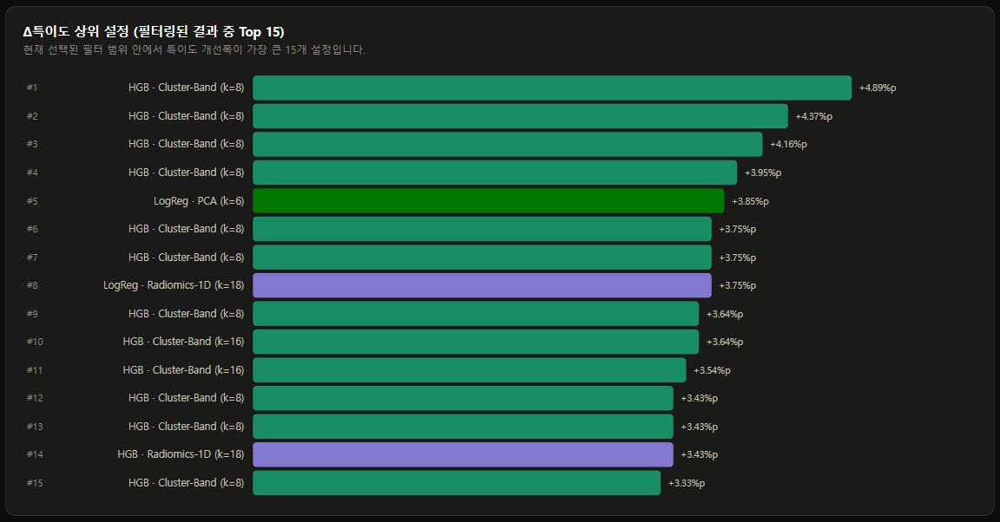 Δ특이도 상위 설정 (필터링된 결과 중 Top 15)
현재 선택된 필터 범위 안에서 특이도 개선폭이 가장 큰 15개 설정입니다.
#1 HGB · Cluster-Band (k=8) +4.89%p
#2 HGB · Cluster-Band (k=8) +4.37%p
#3 HGB · Cluster-Band (k=8) +4.16%p
#4 HGB · Cluster-Band (k=8) +3.95%p
#5 LogReg · PCA (k=6) +3.85%p
#6 HGB · Cluster-Band (k=8) +3.75%p
#7 HGB · Cluster-Band (k=8) +3.75%p
#8 LogReg · Radiomics-1D (k=18) +3.75%p
#9 HGB · Cluster-Band (k=8) +3.64%p
#10 HGB · Cluster-Band (k=16) +3.64%p
#11 HGB · Cluster-Band (k=16) +3.54%p
#12 HGB · Cluster-Band (k=8) +3.43%p
#13 HGB · Cluster-Band (k=8) +3.43%p
#14 HGB · Radiomics-1D (k=18) +3.43%p
#15 HGB · Cluster-Band (k=8) +3.33%p